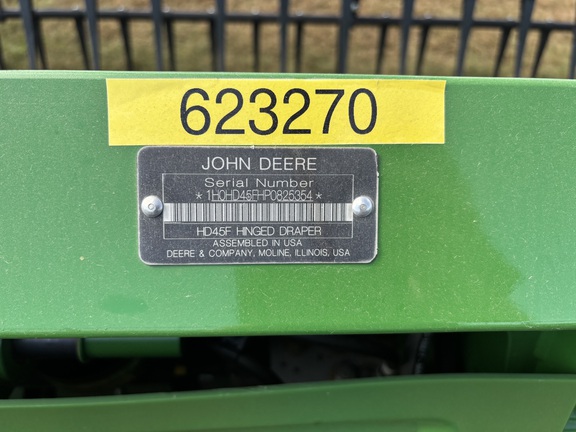 623270
JOHN DEERE
Serial Number
*1H0HD45FHP0825354*
HD45F HINGED DRAPER
ASSEMBLED IN USA
DEERE & COMPANY, MOLINE, ILLINOIS, USA